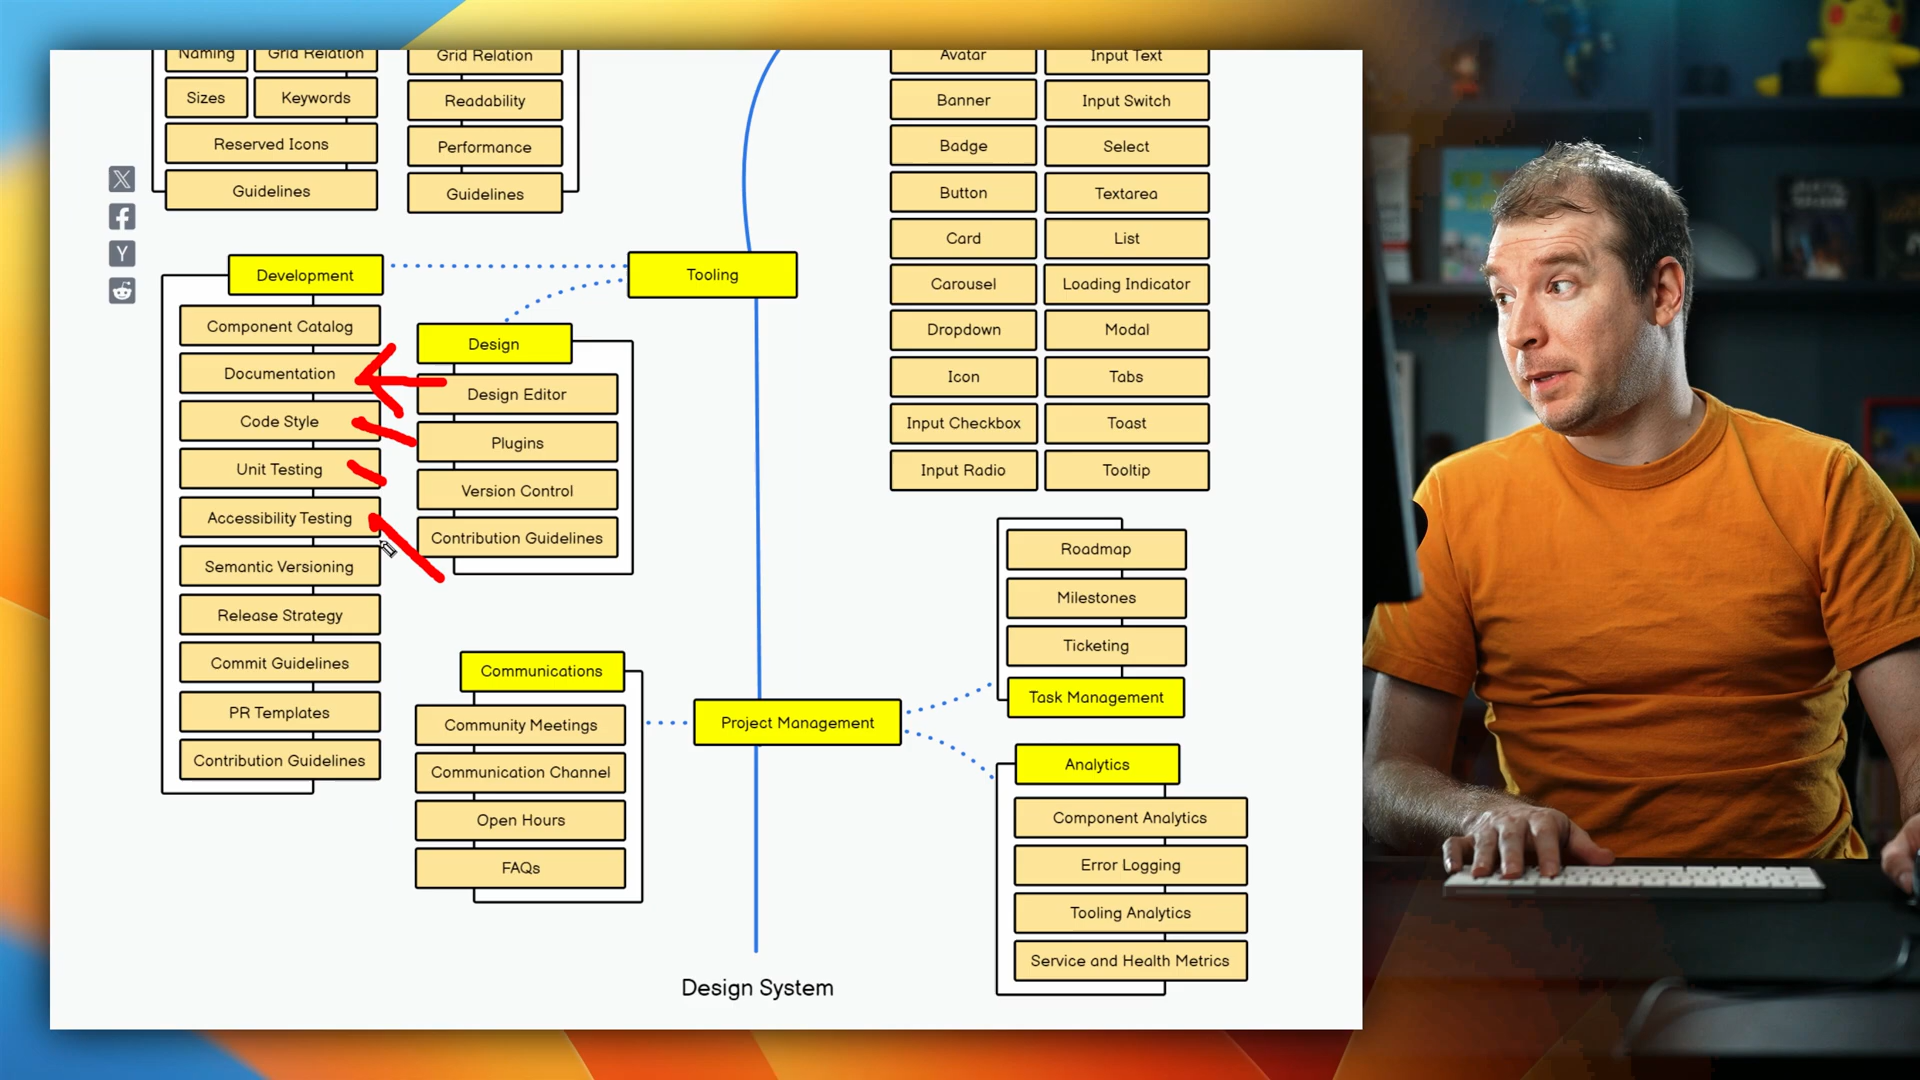 Naming
Grid Relation
Sizes
Keywords
Reserved Icons
Guidelines
Grid Relation
Readability
Performance
Guidelines
Avatar
Input Text
Banner
Input Switch
Badge
Select
Button
Textarea
Card
List
Carousel
Loading Indicator
Dropdown
Modal
Icon
Tabs
Input Checkbox
Toast
Input Radio
Tooltip
Tooling
Development
Component Catalog
Documentation
Code Style
Unit Testing
Accessibility Testing
Semantic Versioning
Release Strategy
Commit Guidelines
PR Templates
Contribution Guidelines
Design
Design Editor
Plugins
Version Control
Contribution Guidelines
Communications
Community Meetings
Communication Channel
Open Hours
FAQs
Project Management
Roadmap
Milestones
Ticketing
Task Management
Analytics
Component Analytics
Error Logging
Tooling Analytics
Service and Health Metrics
Design System